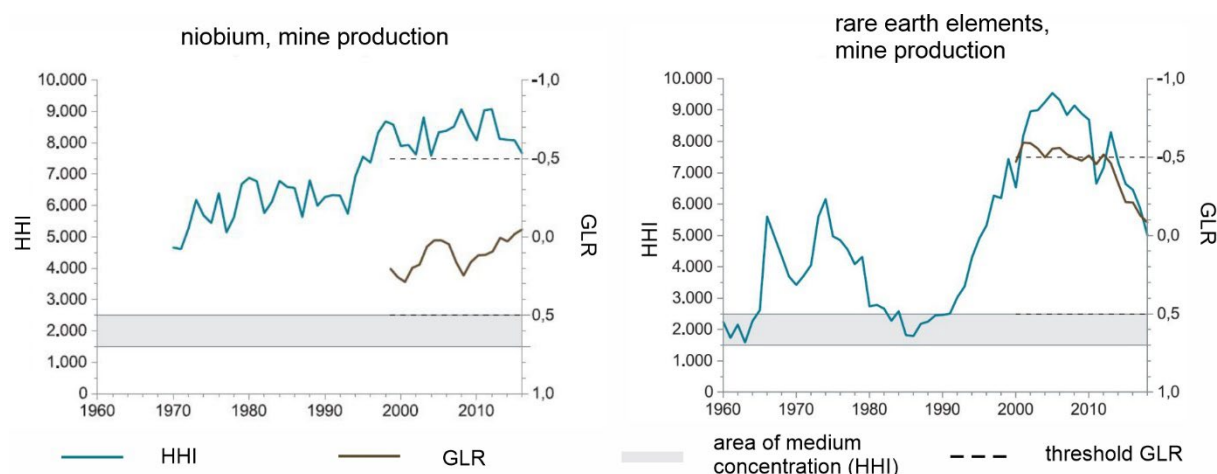 niobium, mine production
10.000
9.000
8.000
7.000
6.000
5.000
4.000
3.000
2.000
1.000
0
HHI
-1,0
-0,5
0,0
0,5
1,0
GLR
1960 1970 1980 1990 2000 2010
rare earth elements,
mine production
10.000
9.000
8.000
7.000
6.000
5.000
4.000
3.000
2.000
1.000
0
HHI
-1,0
-0,5
0,0
0,5
1,0
GLR
1960 1970 1980 1990 2000 2010
HHI
GLR
area of medium
concentration (HHI)
threshold GLR